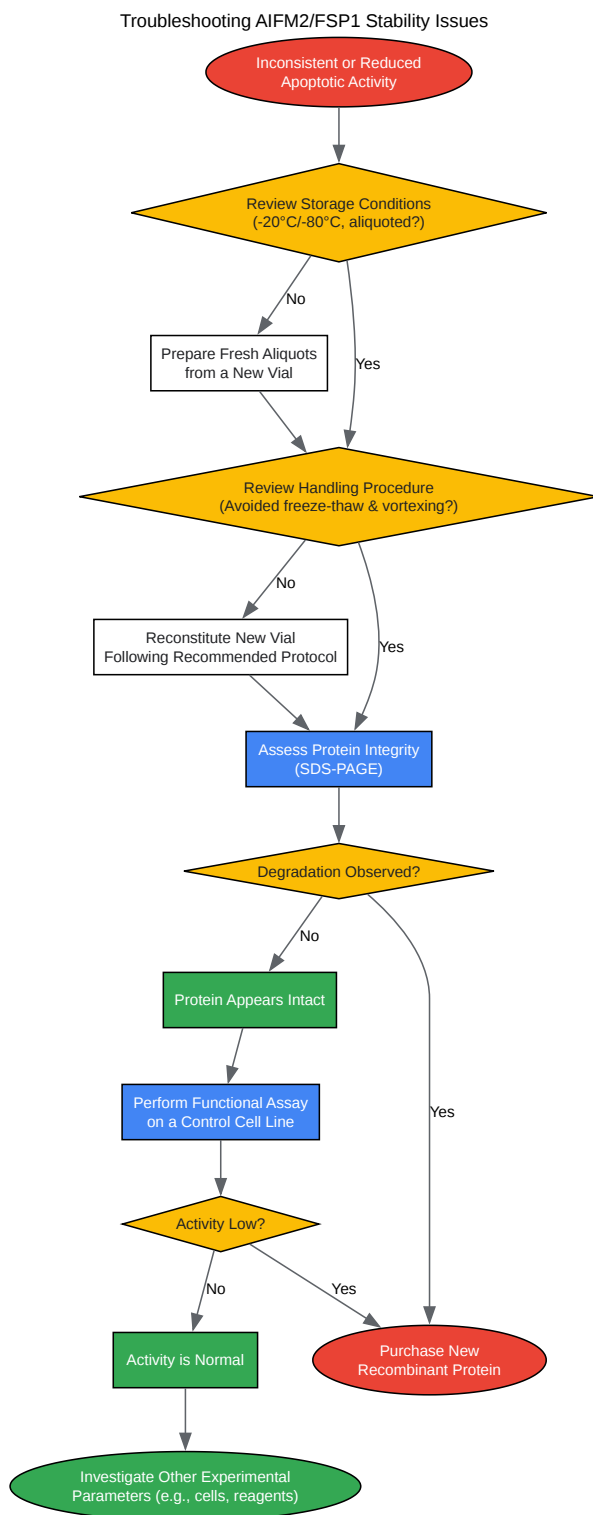 Troubleshooting AIFM2/FSP1 Stability Issues
Inconsistent or Reduced
Apoptotic Activity
Review Storage Conditions
(-20°C/-80°C, aliquoted?)
No
Prepare Fresh Aliquots
from a New Vial
Yes
Review Handling Procedure
(Avoided freeze-thaw & vortexing?)
No
Reconstitute New Vial
Following Recommended Protocol
Yes
Assess Protein Integrity
(SDS-PAGE)
Degradation Observed?
No
Protein Appears Intact
Perform Functional Assay
on a Control Cell Line
Yes
Activity Low?
No
Yes
Activity is Normal
Purchase New
Recombinant Protein
Investigate Other Experimental
Parameters (e.g., cells, reagents)